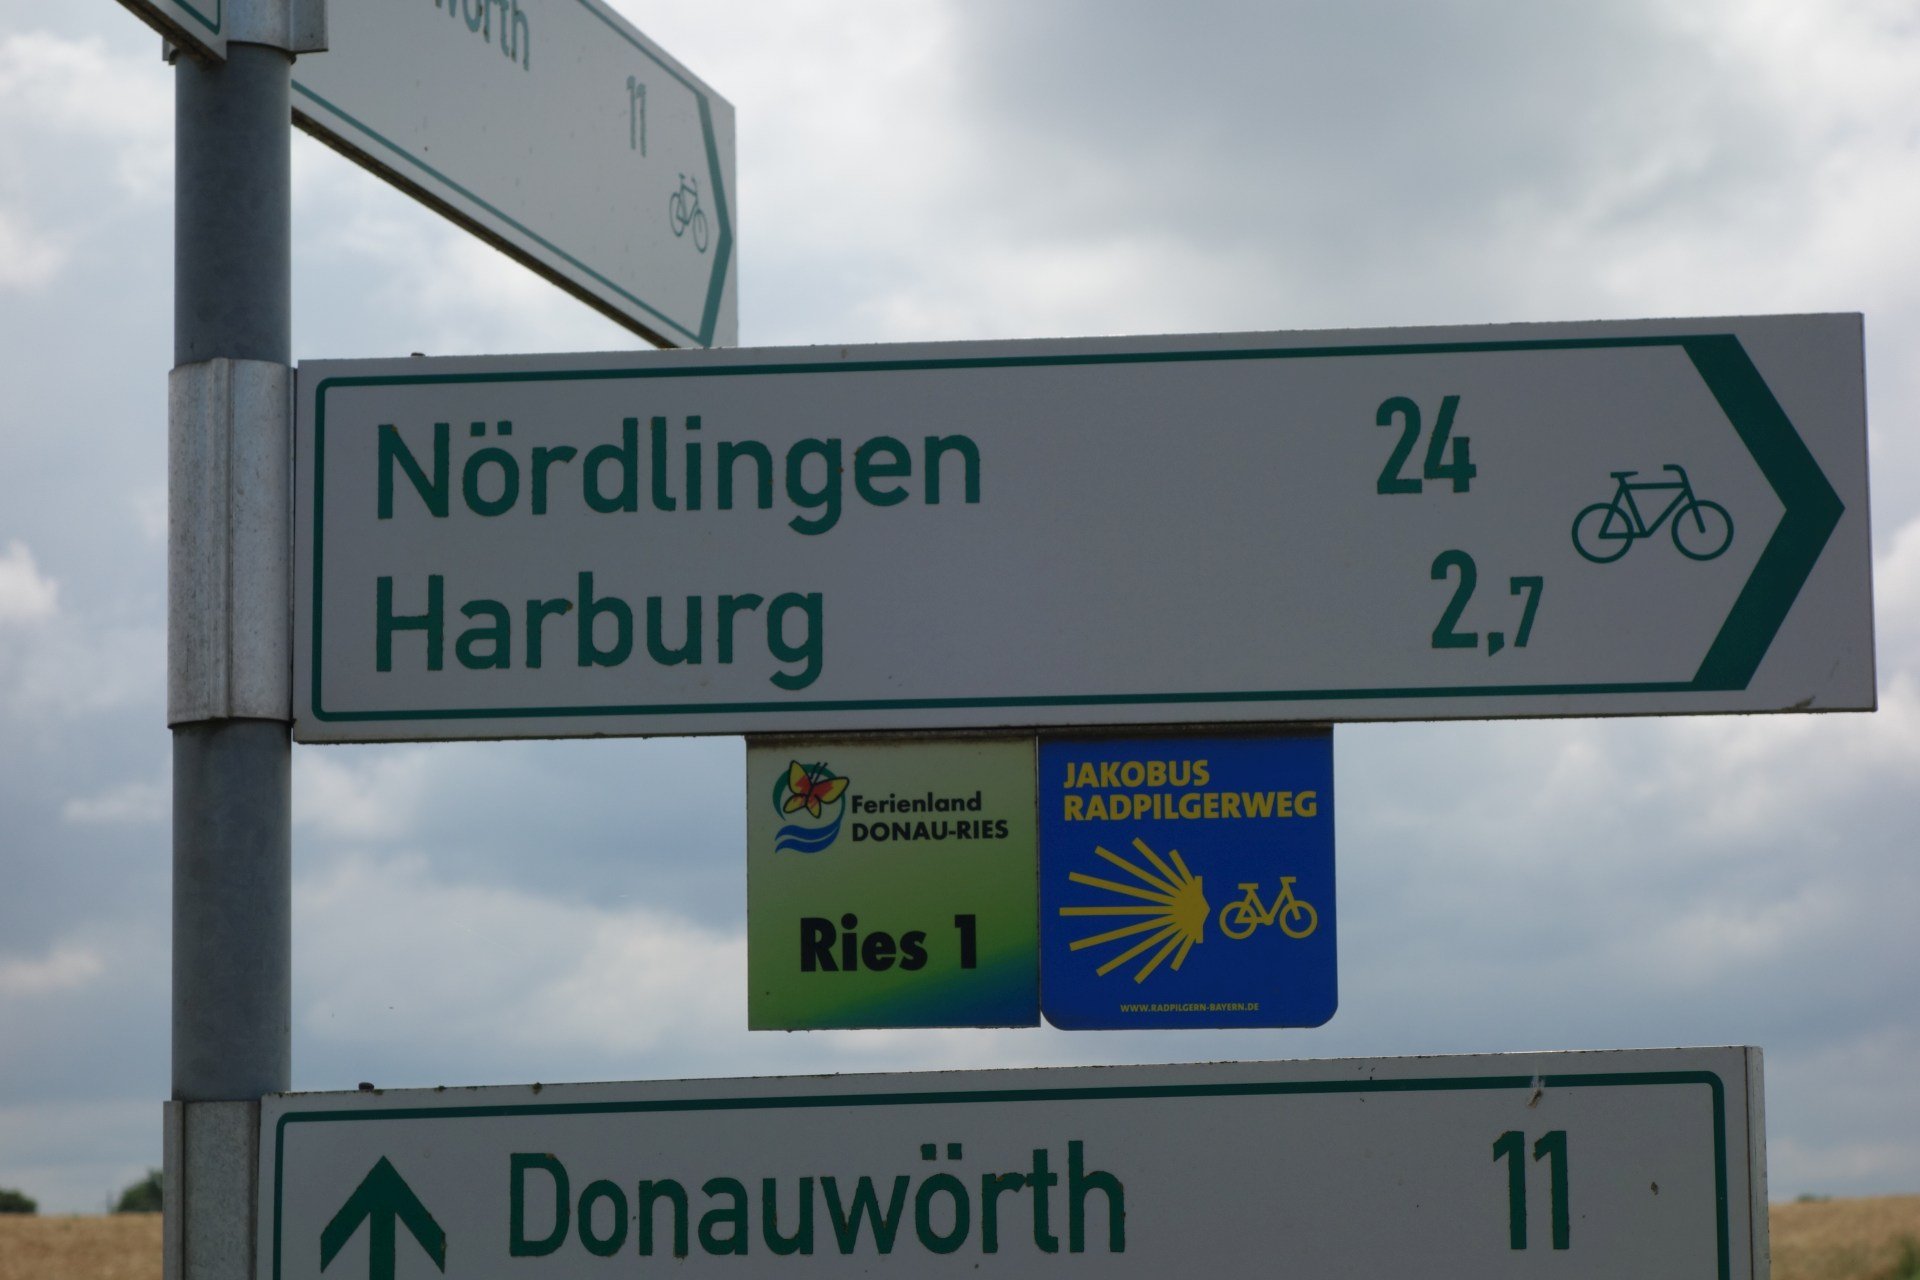 11
Nördlingen 24
Harburg 2,7
Ferienland
DONAU-RIES
Ries 1
JAKOBUS
RADPILGERWEG
WWW.RADPILGERN-BAYERN.DE
Donauwörth 11